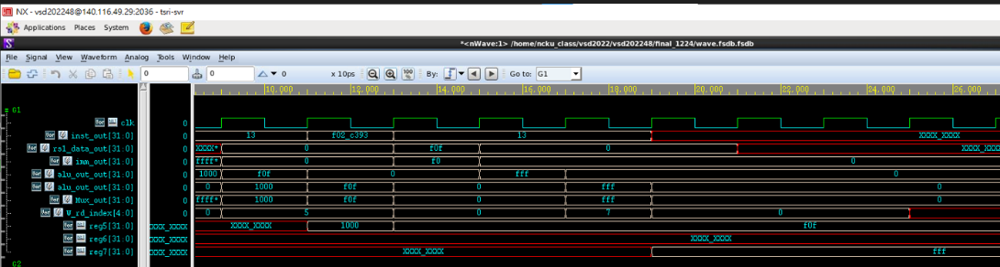 NX - vsd202248@140.116.49.29:2036 - tsri-svr
Applications Places System
*<nWave:1> /home/ncku_class/vsd2022/vsd202248/final_1224/wave.fsdb.fsdb
File Signal View Waveform Analog Tools Window Help
0 0 0 x 10ps 100 By: Go to: G1
10.000 12.000 14.000 16.000 18.000 20.000 22.000 24.000 26.000
G1
clk 0
inst_out[31:0] 0 13 f02_c393 13 XXXX_XXXX
rs1_data_out[31:0] 0 XXXX* 0 f0f 0 XXXX_XXX
imm_out[31:0] 0 ffff* 0 f0 0
alu_out_out[31:0] 0 1000 f0f 0 fff 0
alu_out_out[31:0] 0 0 1000 f0f 0 fff 0
Mux_out[31:0] 0 ffff* 1000 f0f 0 fff 0
W_rd_index[4:0] 0 0 5 0 7 0
reg5[31:0] XXXX_XXXX XXXX_XXXX 1000 f0f
reg6[31:0] XXXX_XXXX XXXX_XXXX
reg7[31:0] XXXX_XXXX XXXX_XXXX fff
G2